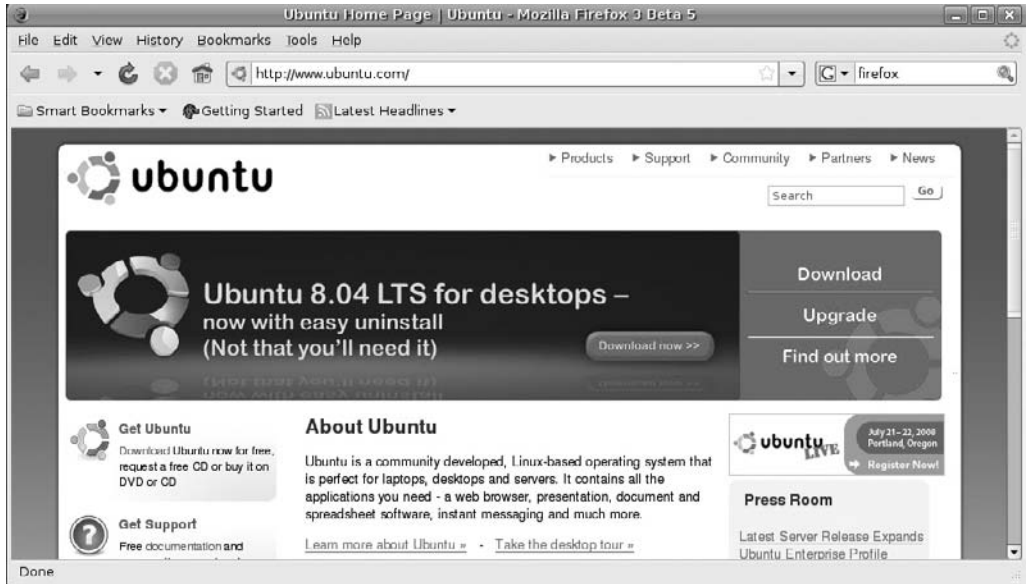 Ubuntu Home Page | Ubuntu - Mozilla Firefox 3 Beta 5
File Edit View History Bookmarks Tools Help
http://www.ubuntu.com/
G firefox
Smart Bookmarks Getting Started Latest Headlines
ubuntu
Products Support Community Partners News
Search Go
Ubuntu 8.04 LTS for desktops –
now with easy uninstall
(Not that you'll need it)
Download now >>
Download
Upgrade
Find out more
Get Ubuntu
Download Ubuntu now for free,
request a free CD or buy it on
DVD or CD
Get Support
Free documentation and
About Ubuntu
Ubuntu is a community developed, Linux-based operating system that
is perfect for laptops, desktops and servers. It contains all the
applications you need - a web browser, presentation, document and
spreadsheet software, instant messaging and much more.
Learn more about Ubuntu » - Take the desktop tour »
ubuntu LIVE
July 21–22, 2008
Portland, Oregon
Register Now!
Press Room
Latest Server Release Expands
Ubuntu Enterprise Profile
Done